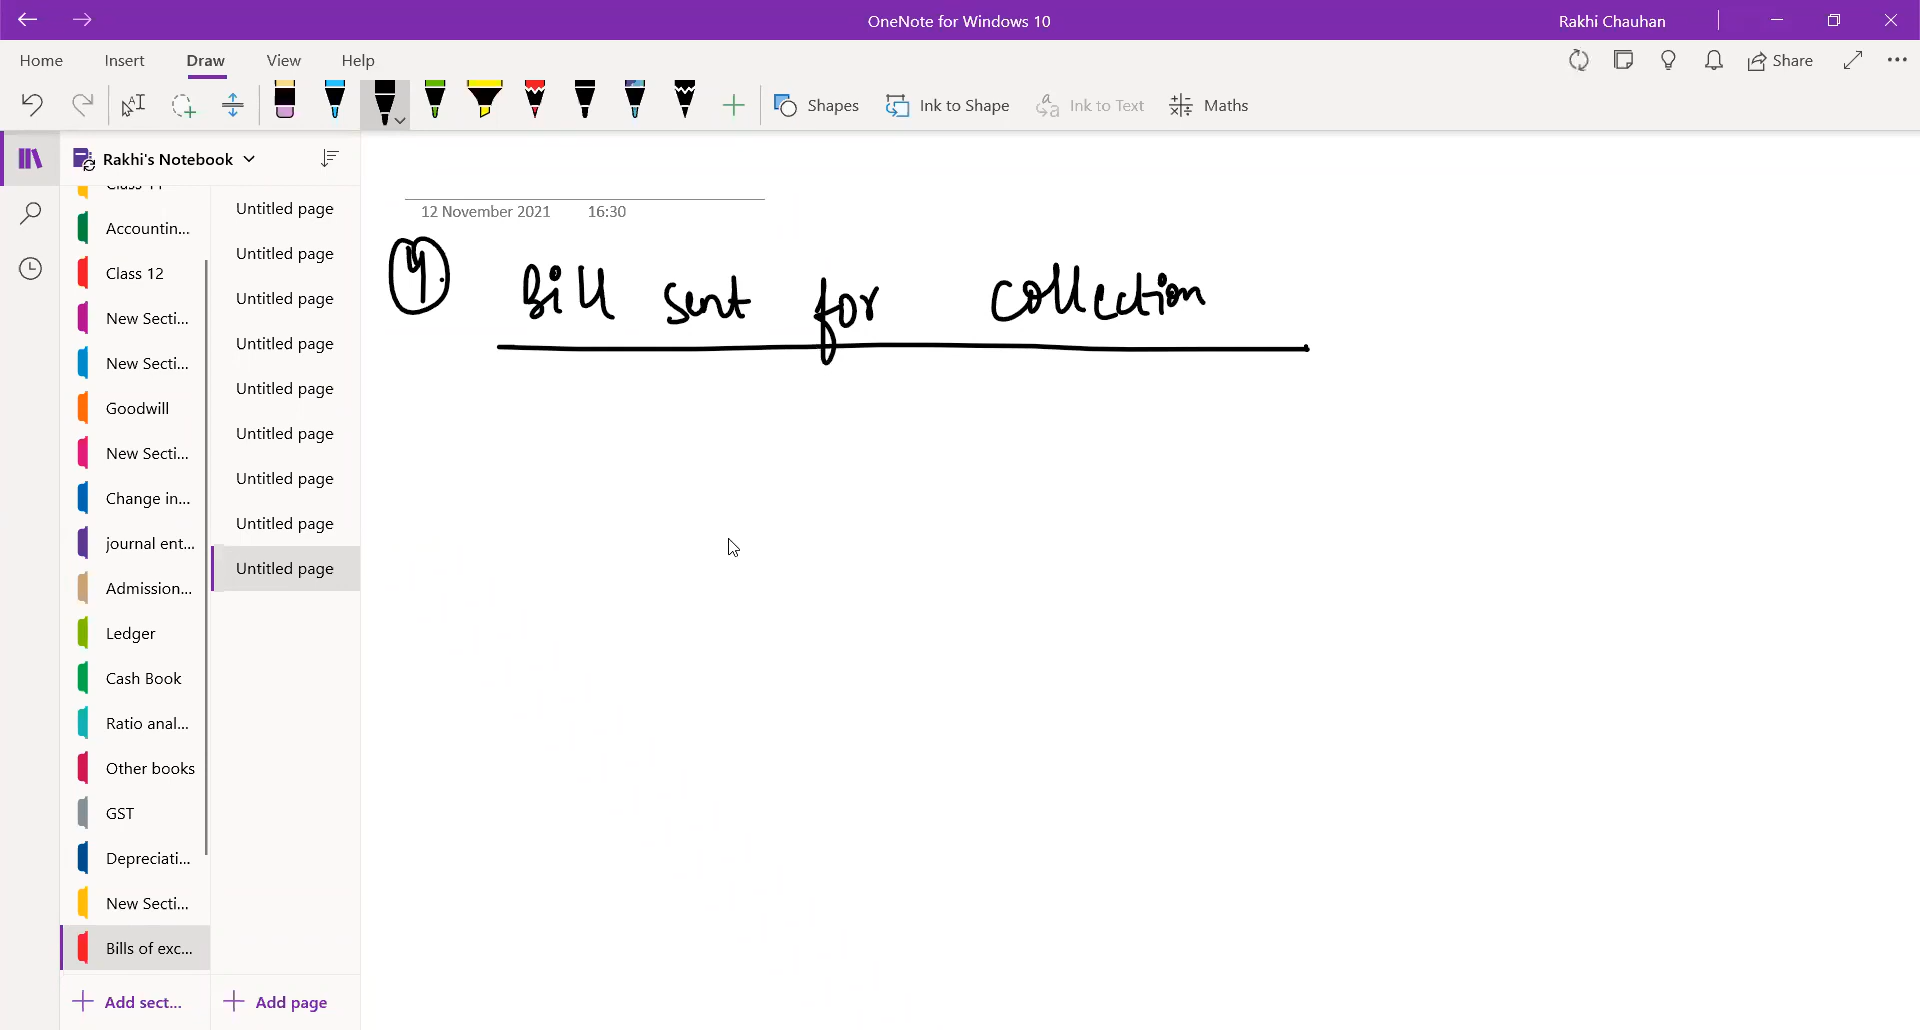 OneNote for Windows 10
Rakhi Chauhan
Home Insert Draw View Help
Share
Shapes Ink to Shape Ink to Text Maths
Rakhi's Notebook
Accountin...
Class 12
New Secti...
New Secti...
Goodwill
New Secti...
Change in...
journal ent...
Admission...
Ledger
Cash Book
Ratio anal...
Other books
GST
Depreciati...
New Secti...
Bills of exc...
Add sect...
Untitled page
Untitled page
Untitled page
Untitled page
Untitled page
Untitled page
Untitled page
Untitled page
Untitled page
Add page
12 November 2021 16:30
Bill sent for collection